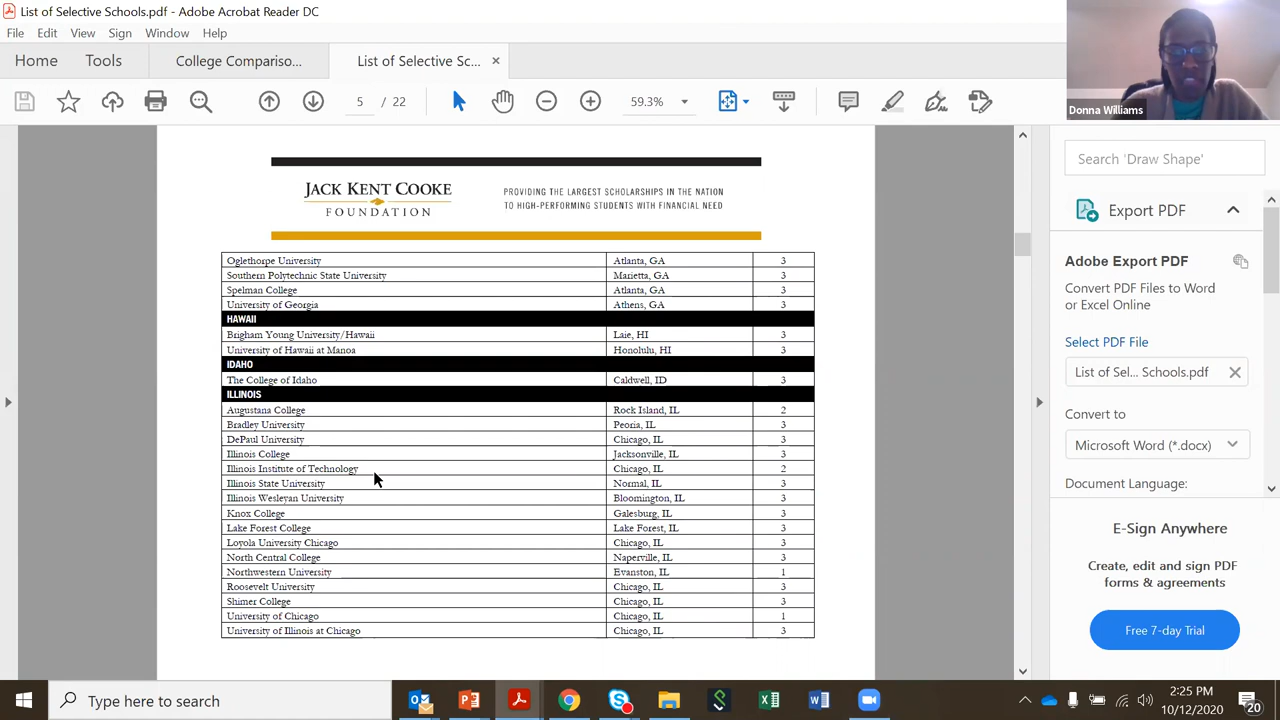 List of Selective Schools.pdf - Adobe Acrobat Reader DC
File Edit View Sign Window Help
Home Tools College Compariso... List of Selective Sc... ×
5 / 22 59.3%
Donna Williams
JACK KENT COOKE
FOUNDATION
PROVIDING THE LARGEST SCHOLARSHIPS IN THE NATION
TO HIGH-PERFORMING STUDENTS WITH FINANCIAL NEED
Oglethorpe University Atlanta, GA 3
Southern Polytechnic State University Marietta, GA 3
Spelman College Atlanta, GA 3
University of Georgia Athens, GA 3
HAWAII
Brigham Young University/Hawaii Laie, HI 3
University of Hawaii at Manoa Honolulu, HI 3
IDAHO
The College of Idaho Caldwell, ID 3
ILLINOIS
Augustana College Rock Island, IL 2
Bradley University Peoria, IL 3
DePaul University Chicago, IL 3
Illinois College Jacksonville, IL 3
Illinois Institute of Technology Chicago, IL 2
Illinois State University Normal, IL 3
Illinois Wesleyan University Bloomington, IL 3
Knox College Galesburg, IL 3
Lake Forest College Lake Forest, IL 3
Loyola University Chicago Chicago, IL 3
North Central College Naperville, IL 3
Northwestern University Evanston, IL 1
Roosevelt University Chicago, IL 3
Shimer College Chicago, IL 3
University of Chicago Chicago, IL 1
University of Illinois at Chicago Chicago, IL 3
Search 'Draw Shape'
Export PDF
Adobe Export PDF
Convert PDF Files to Word
or Excel Online
Select PDF File
List of Sel... Schools.pdf
Convert to
Microsoft Word (*.docx)
Document Language:
E-Sign Anywhere
Create, edit and sign PDF
forms & agreements
Free 7-day Trial
Type here to search
2:25 PM
10/12/2020
20